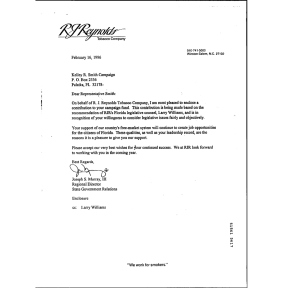 RJReynolds
Tobacco Company
Winston-Salem, N.C. 27102
February 16, 1996
Kelley R. Smith Campaign
P. O. Box
Palatka, FL 32178-
Dear Representative Smith:
On behalf of R. J. Reynolds Tobacco Company, I am most pleased to enclose a
contribution to your campaign fund. This contribution is being made based on the
recommendation of RJR's Florida legislative counsel, Larry Williams, and is in
recognition of your willingness to consider legislative issues fairly and objectively.
Your support of our country's free-market system will continue to create job opportunities
for the citizens of Florida. These qualities, as well as your leadership record, are the
reason it is a pleasure to give you our support.
Please accept our very best wishes for your continued success. We at RJR look forward
to working with you in the coming year.
Best Regards,
Joseph S. Murray, JR
Regional Director
State Government Relations
Enclosure
cc: Larry Williams
"We work for smokers."